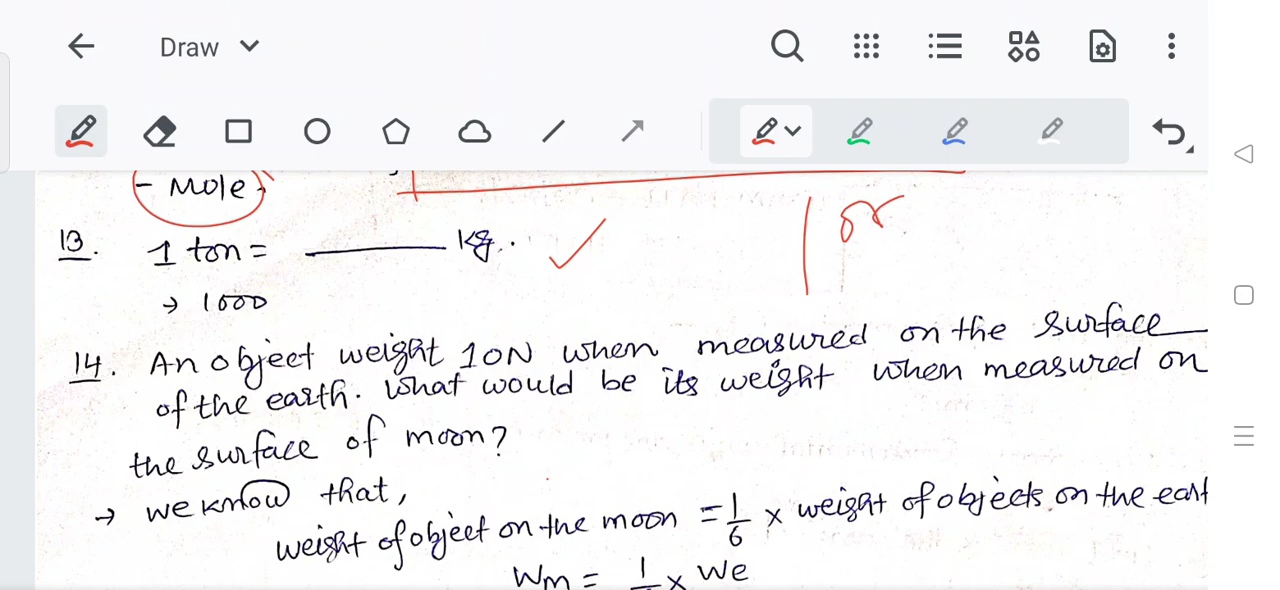 Draw
- Mole -
13. 1 ton = ______ kg.
→ 1000
or
14. An object weight 10N when measured on the surface
of the earth. What would be its weight when measured on
the surface of moon?
→ we know that,
weight of object on the moon = 1/6 × weight of objects on the eart
Wm = 1/ × We